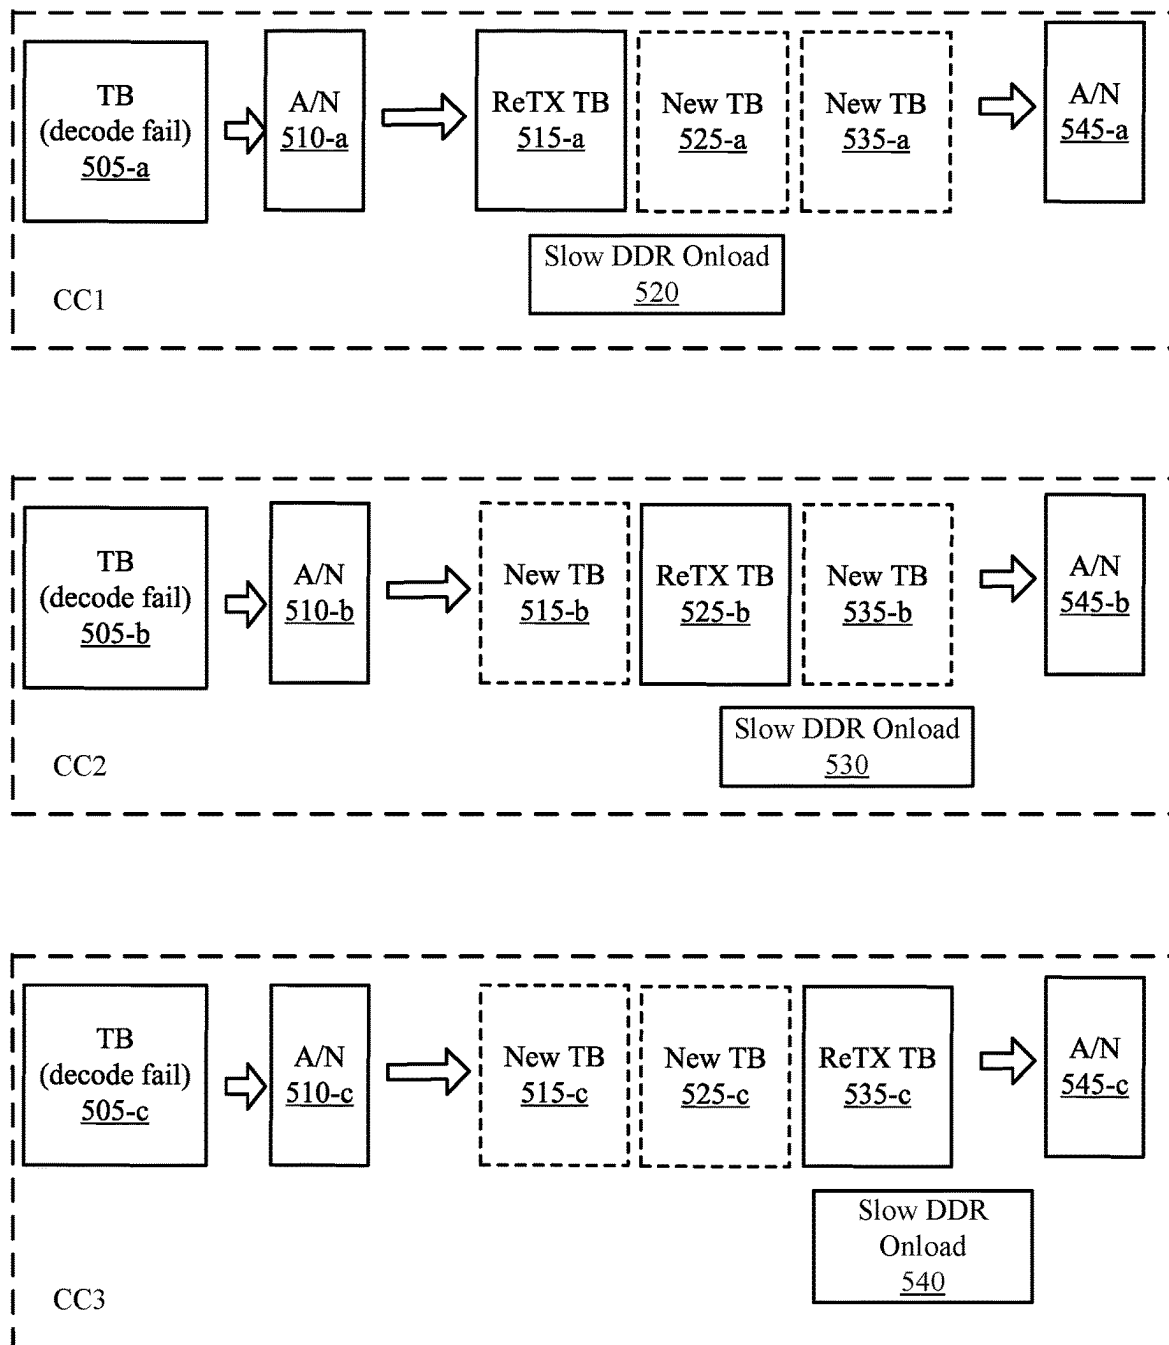 TB
(decode fail)
505-a
A/N
510-a
ReTX TB
515-a
New TB
525-a
New TB
535-a
A/N
545-a
Slow DDR Onload
520
CC1
TB
(decode fail)
505-b
A/N
510-b
New TB
515-b
ReTX TB
525-b
New TB
535-b
A/N
545-b
Slow DDR Onload
530
CC2
TB
(decode fail)
505-c
A/N
510-c
New TB
515-c
New TB
525-c
ReTX TB
535-c
A/N
545-c
Slow DDR
Onload
540
CC3